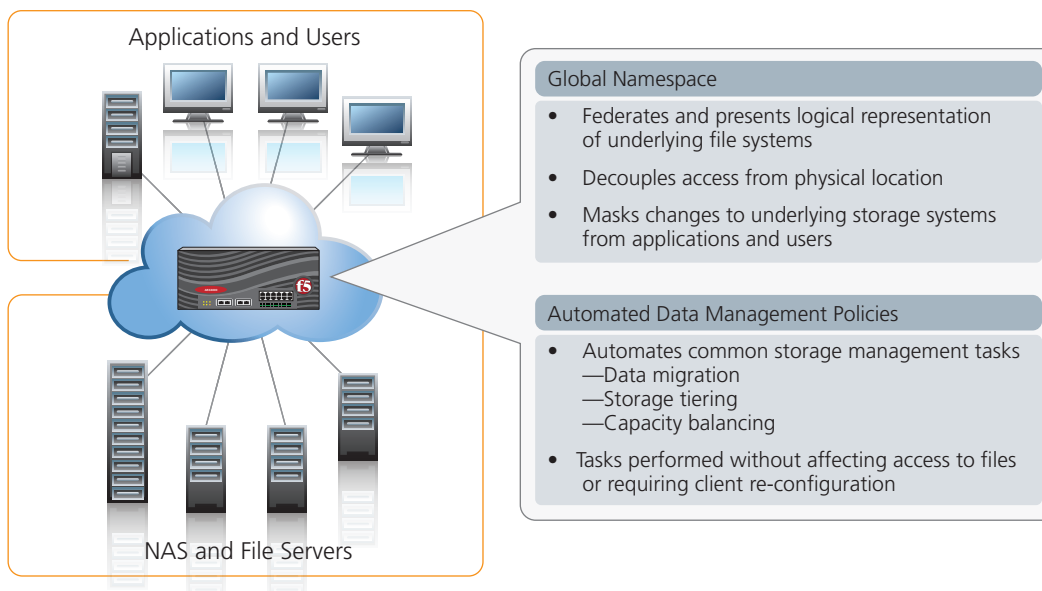 Applications and Users
f5
NAS and File Servers
Global Namespace
• Federates and presents logical representation
of underlying file systems
• Decouples access from physical location
• Masks changes to underlying storage systems
from applications and users
Automated Data Management Policies
• Automates common storage management tasks
—Data migration
—Storage tiering
—Capacity balancing
• Tasks performed without affecting access to files
or requiring client re-configuration